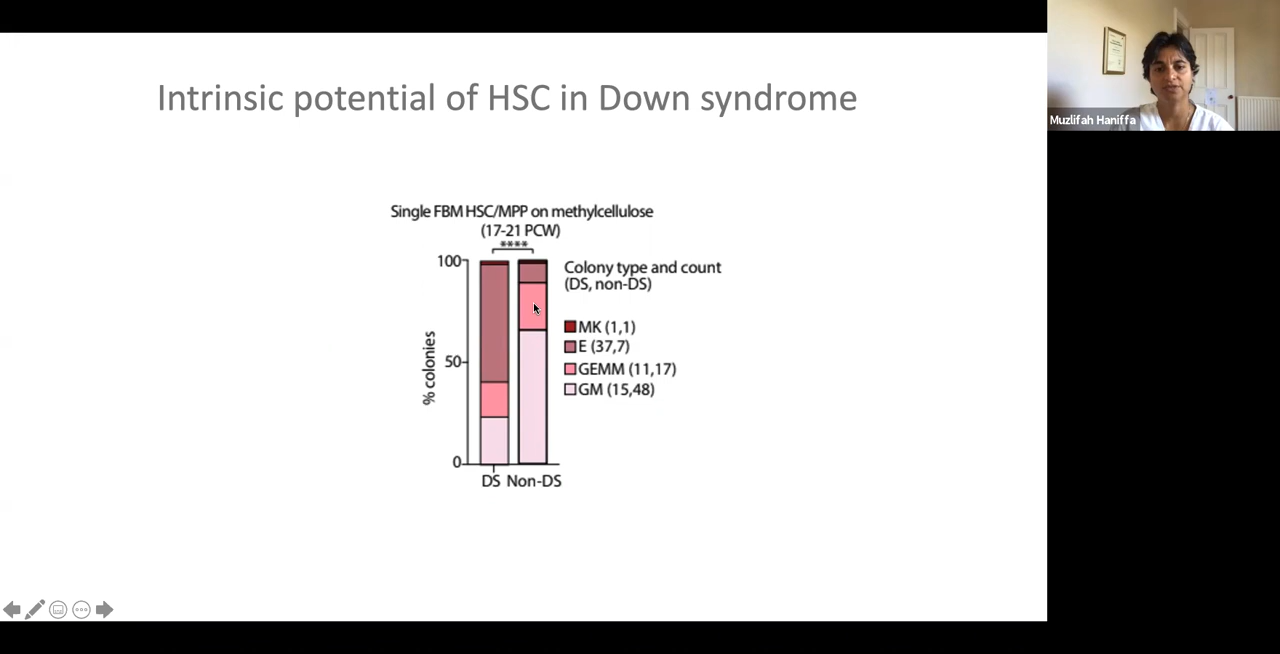 Intrinsic potential of HSC in Down syndrome
Muzlifah Haniffa
Single FBM HSC/MPP on methylcellulose
(17-21 PCW)
****
100
50
0
% colonies
DS Non-DS
Colony type and count
(DS, non-DS)
MK (1,1)
E (37,7)
GEMM (11,17)
GM (15,48)